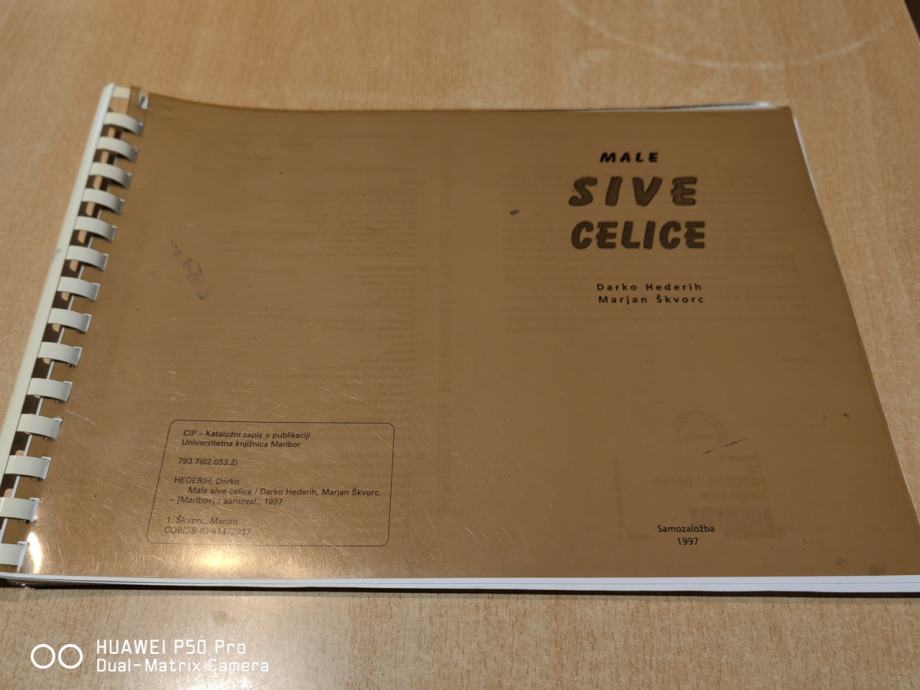 MALE
SIVE
CELICE
Darko Hederih
Marjan Škvorc
CIP – Kataložni zapis o publikaciji
Univerzitetna knjižnica Maribor
793.7(02.053.2)
HEDERIH, Darko
Male sive celice / Darko Hederih, Marjan Škvorc.
– [Maribor] : samozal., 1997
1. Škvorc, Marjan
COBISS-ID
Samozaložba
1997
HUAWEI P50 Pro
Dual-Matrix Camera